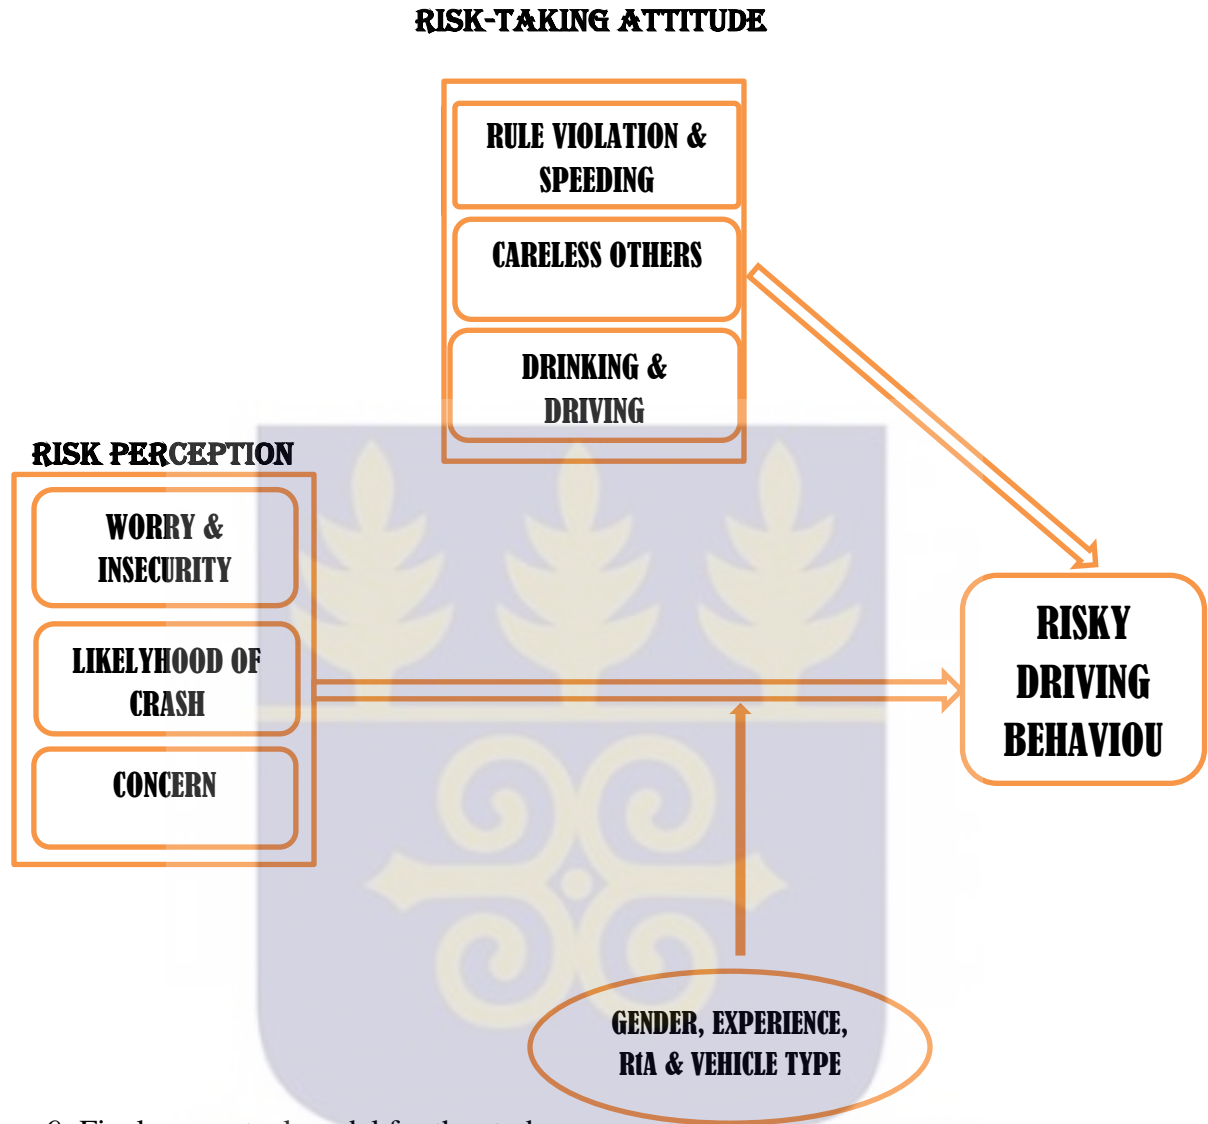 RISK-TAKING ATTITUDE
RULE VIOLATION &
SPEEDING
CARELESS OTHERS
DRINKING &
DRIVING
RISK PERCEPTION
WORRY &
INSECURITY
LIKELYHOOD OF
CRASH
CONCERN
RISKY
DRIVING
BEHAVIOU
GENDER, EXPERIENCE,
RtA & VEHICLE TYPE